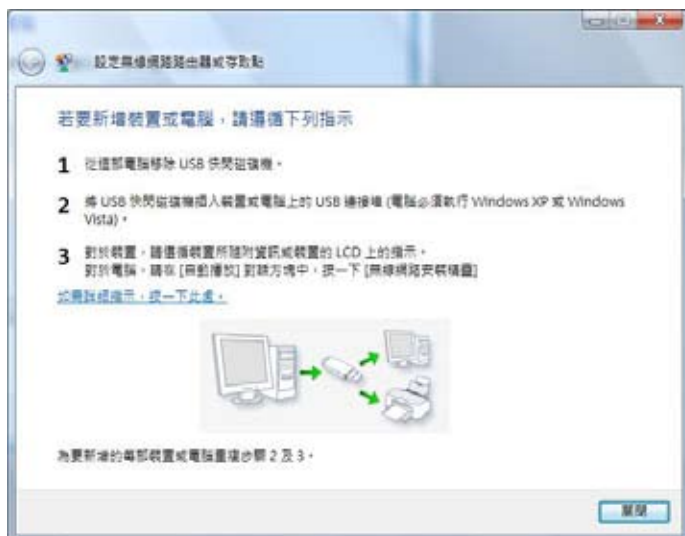 設定無線網路路由器或存取點
若要新增裝置或電腦，請遵循下列指示
1 從這部電腦移除 USB 快閃磁碟機。
2 將 USB 快閃磁碟機插入裝置或電腦上的 USB 連接埠 (電腦必須執行 Windows XP 或 Windows
Vista)。
3 對於裝置，請遵循裝置所隨附資訊或裝置的 LCD 上的指示。
對於電腦，請在 [自動播放] 對話方塊中，按一下 [無線網路安裝精靈]
如需詳細指示，按一下此處。
為要新增的每部裝置或電腦重複步驟 2 及 3。
關閉